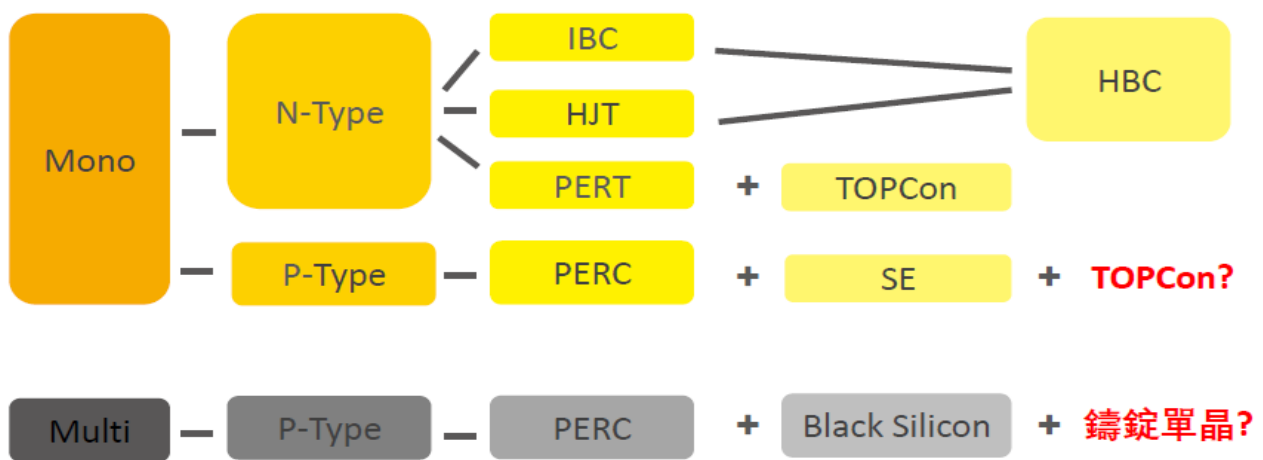 Mono
N-Type
IBC
HJT
PERT + TOPCon
HBC
P-Type
PERC + SE + TOPCon?
Multi
P-Type
PERC + Black Silicon + 鑄錠單晶?